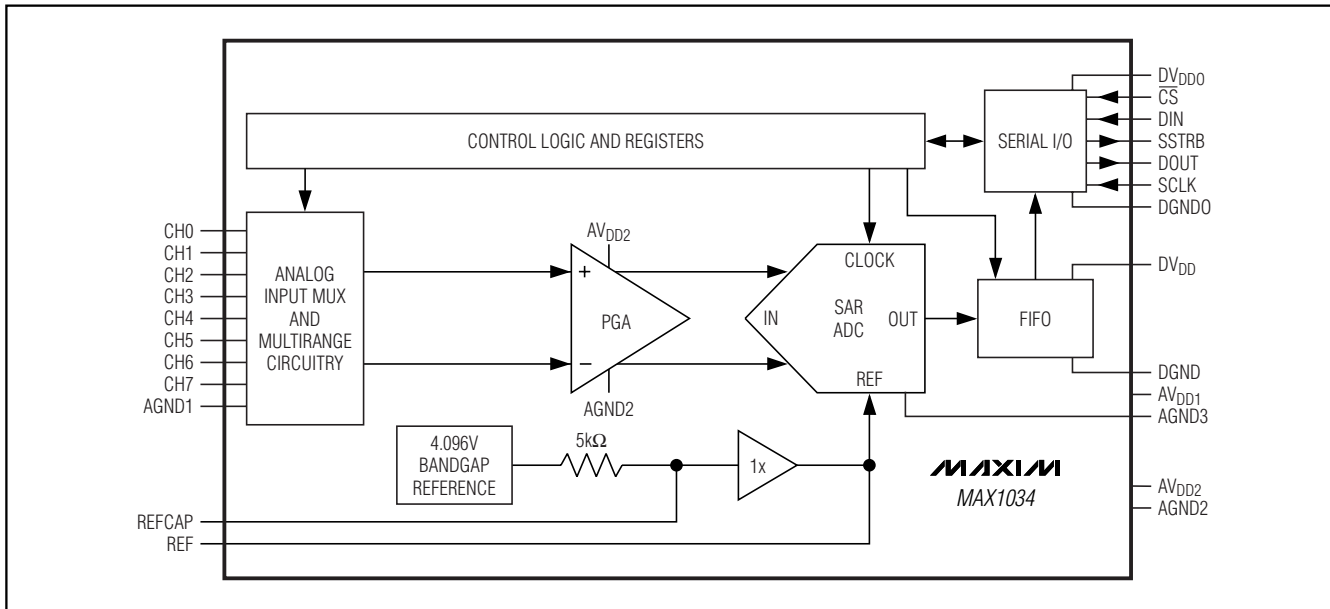 CONTROL LOGIC AND REGISTERS
SERIAL I/O
DVDDO
CS
DIN
SSTRB
DOUT
SCLK
DGNDO
CH0
CH1
CH2
CH3
CH4
CH5
CH6
CH7
AGND1
ANALOG
INPUT MUX
AND
MULTIRANGE
CIRCUITRY
AVDD2
+
PGA
−
AGND2
CLOCK
IN
SAR
ADC
OUT
REF
FIFO
DVDD
DGND
AVDD1
AGND3
4.096V
BANDGAP
REFERENCE
5kΩ
1x
MAXIM
MAX1034
AVDD2
AGND2
REFCAP
REF